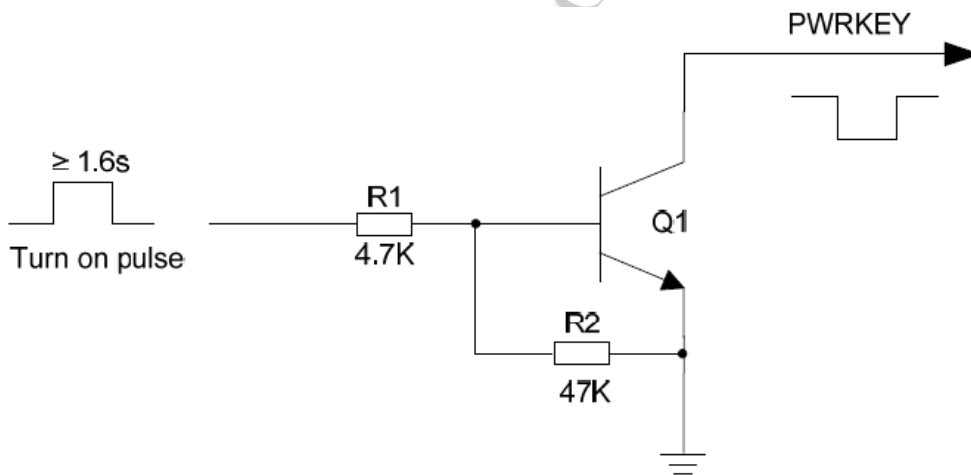 PWRKEY
≥ 1.6s
Turn on pulse
R1
4.7K
Q1
R2
47K